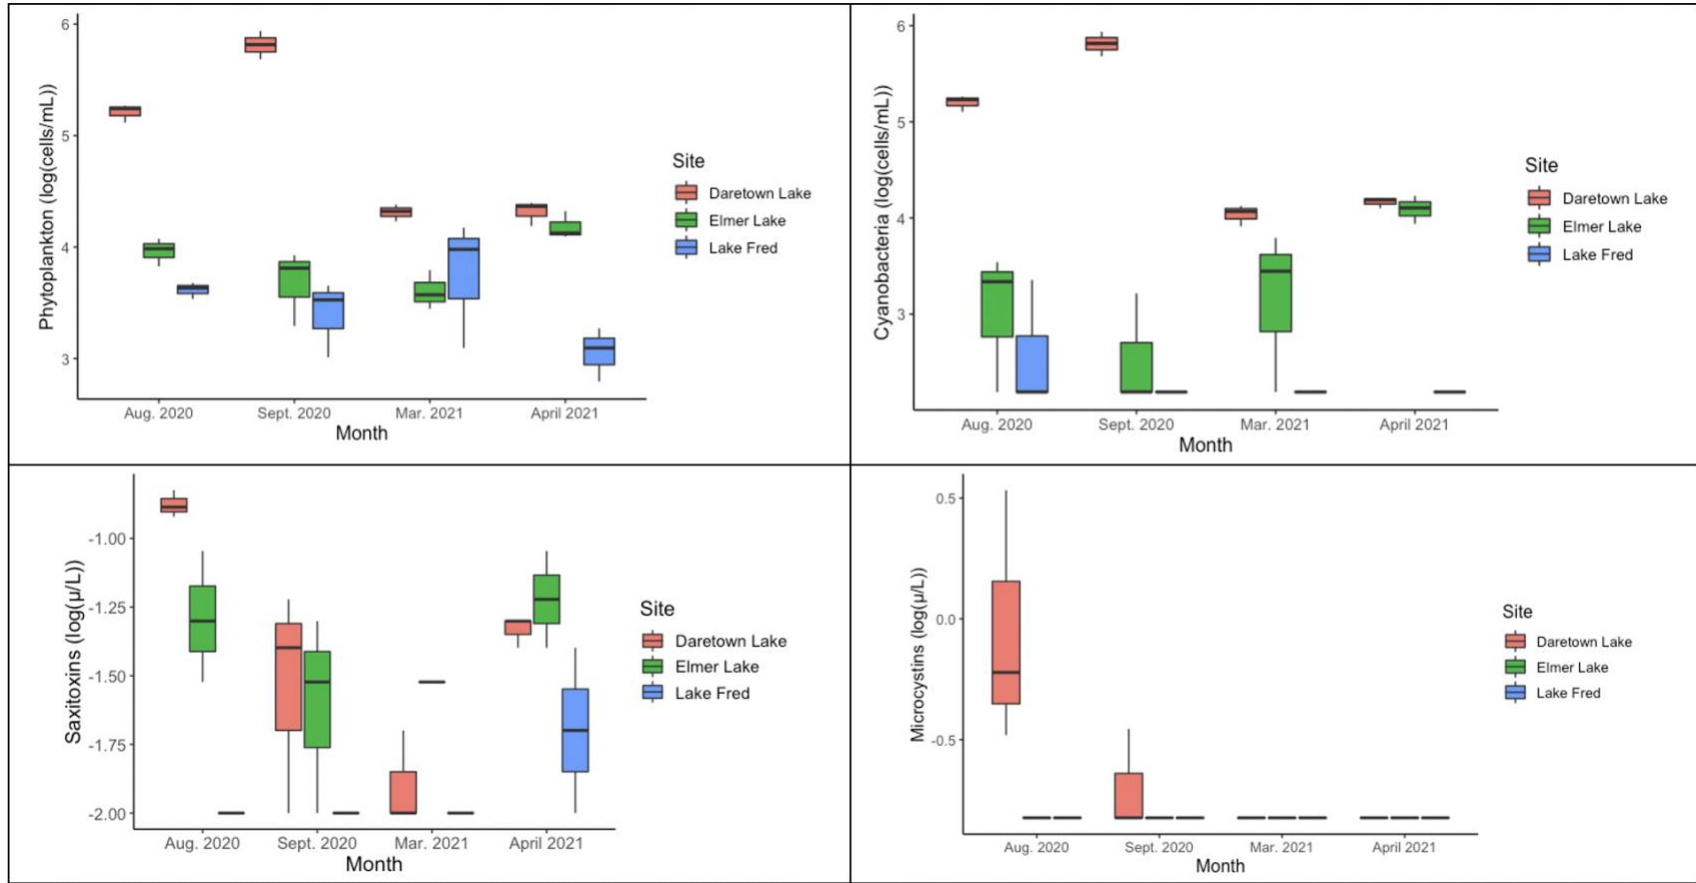 Phytoplankton (log(cells/mL))
6
5
4
3
Aug. 2020 Sept. 2020 Mar. 2021 April 2021
Month
Site
Daretown Lake
Elmer Lake
Lake Fred
Cyanobacteria (log(cells/mL))
6
5
4
3
Aug. 2020 Sept. 2020 Mar. 2021 April 2021
Month
Site
Daretown Lake
Elmer Lake
Lake Fred
Saxitoxins (log(µ/L))
-1.00
-1.25
-1.50
-1.75
-2.00
Aug. 2020 Sept. 2020 Mar. 2021 April 2021
Month
Site
Daretown Lake
Elmer Lake
Lake Fred
Microcystins (log(µ/L))
0.5
0.0
-0.5
Aug. 2020 Sept. 2020 Mar. 2021 April 2021
Month
Site
Daretown Lake
Elmer Lake
Lake Fred